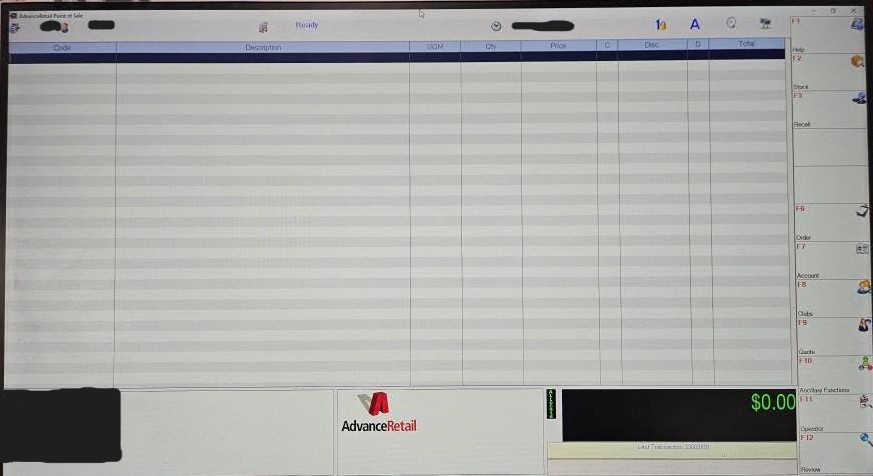 AdvanceRetail Point of Sale
Ready
1
A
Code Description UOM Qty Price C Disc D Total
F1
Help
F2
Stock
F3
Recall
F6
Order
F7
Account
F8
Clubs
F9
Quote
F10
Ancillary Functions
F11
Operator
F12
Review
AdvanceRetail
$0.00
Last Transaction: